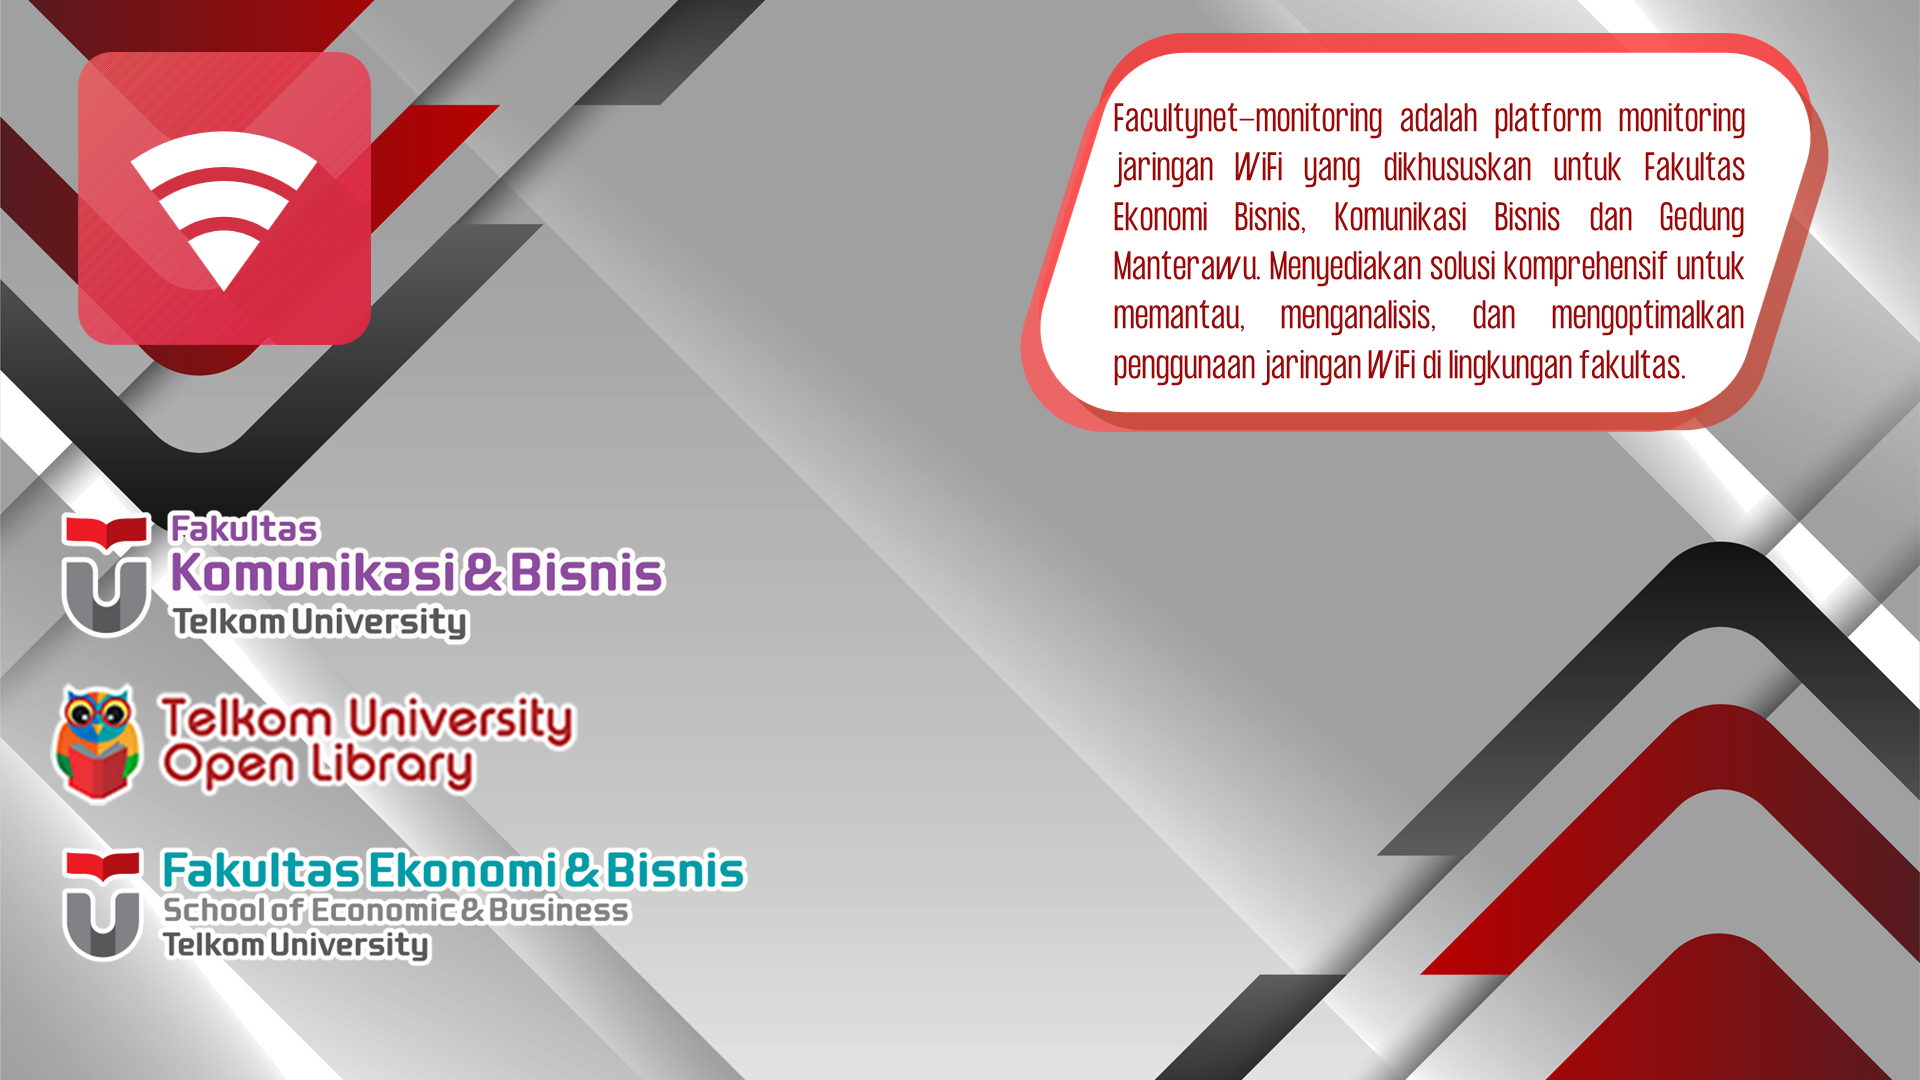 Facultynet-monitoring adalah platform monitoring
jaringan WiFi yang dikhususkan untuk Fakultas
Ekonomi Bisnis, Komunikasi Bisnis dan Gedung
Manterawu. Menyediakan solusi komprehensif untuk
memantau, menganalisis, dan mengoptimalkan
penggunaan jaringan WiFi di lingkungan fakultas.
Fakultas
Komunikasi & Bisnis
Telkom University
Telkom University
Open Library
Fakultas Ekonomi & Bisnis
School of Economic & Business
Telkom University